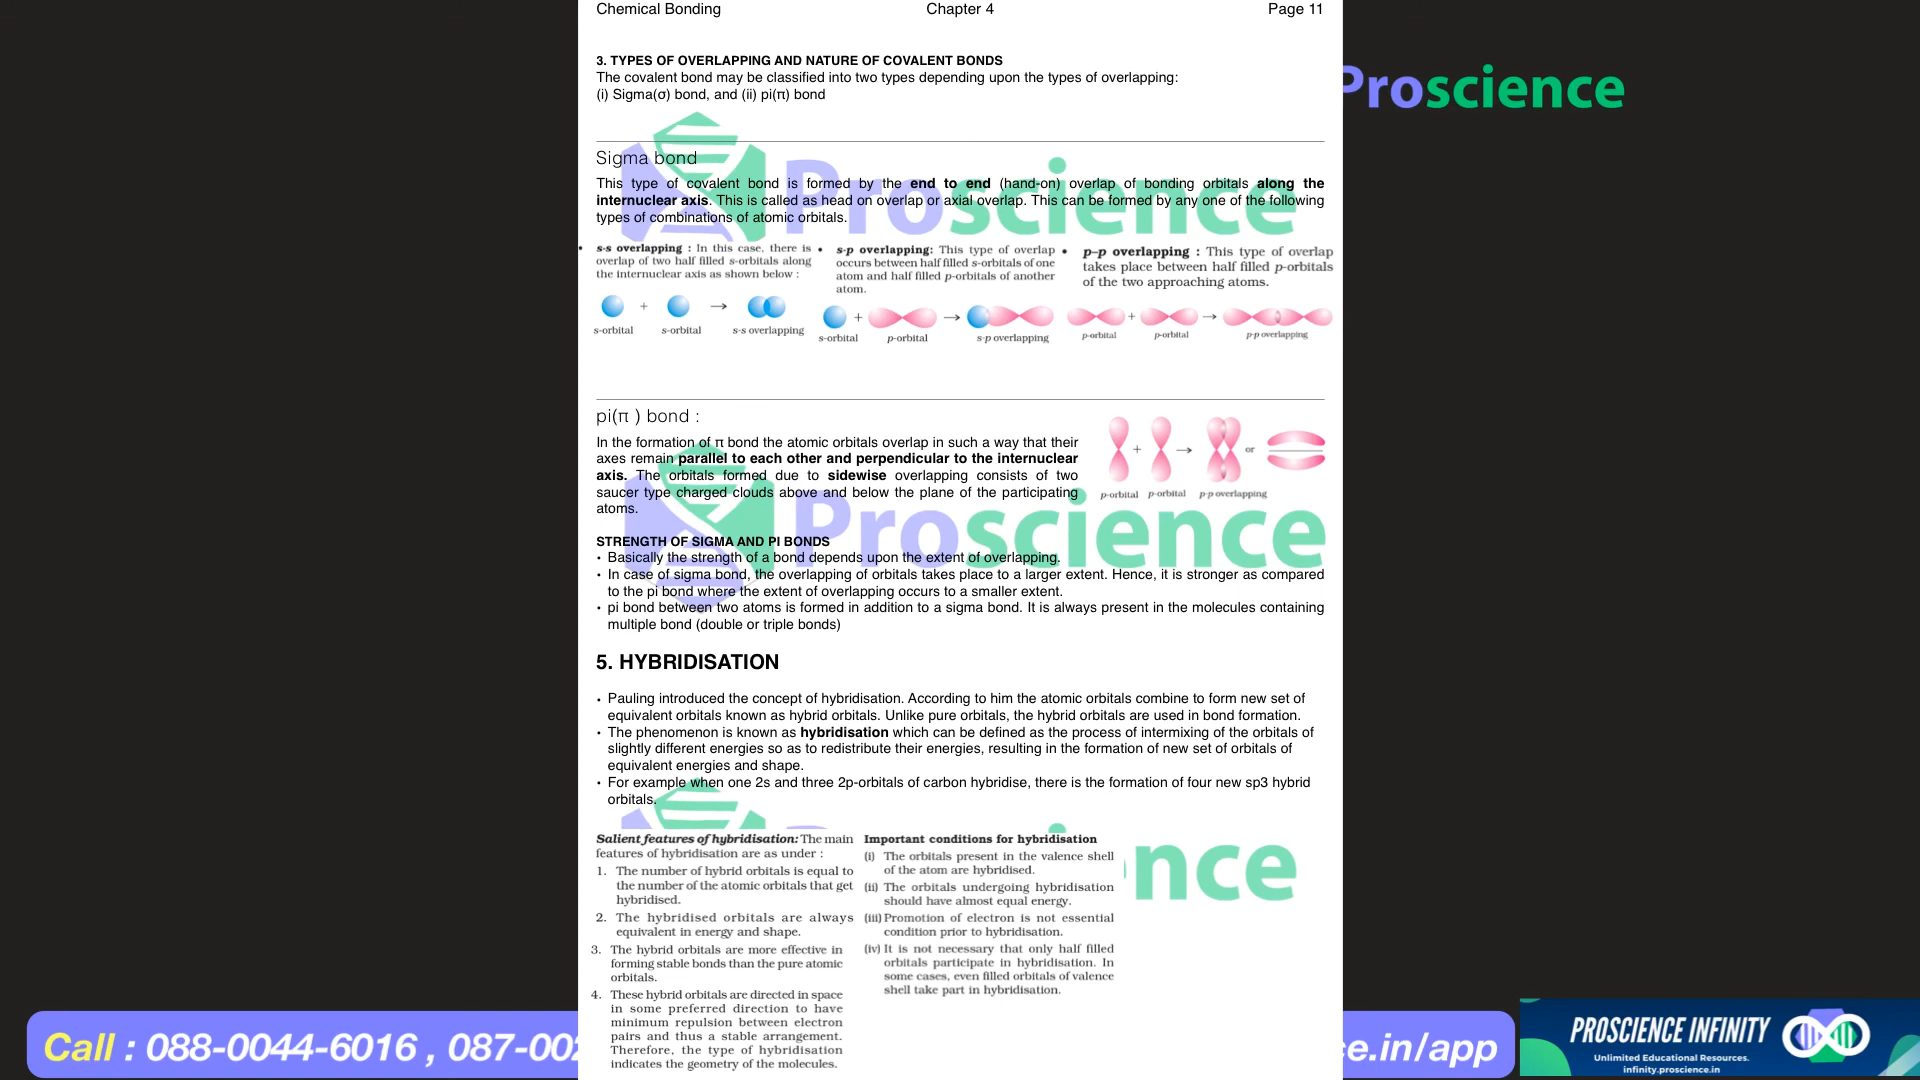 Chemical Bonding Chapter 4 Page 11
Proscience
3. TYPES OF OVERLAPPING AND NATURE OF COVALENT BONDS
The covalent bond may be classified into two types depending upon the types of overlapping:
(i) Sigma(σ) bond, and (ii) pi(π) bond
Sigma bond
Proscience
This type of covalent bond is formed by the end to end (hand-on) overlap of bonding orbitals along the
internuclear axis. This is called as head on overlap or axial overlap. This can be formed by any one of the following
types of combinations of atomic orbitals.
• s-s overlapping : In this case, there is
overlap of two half filled s-orbitals along
the internuclear axis as shown below :
+ →
s-orbital s-orbital s-s overlapping
• s-p overlapping: This type of overlap
occurs between half filled s-orbitals of one
atom and half filled p-orbitals of another
atom.
+ →
s-orbital p-orbital s-p overlapping
• p–p overlapping : This type of overlap
takes place between half filled p-orbitals
of the two approaching atoms.
+ →
p-orbital p-orbital p-p overlapping
pi(π ) bond :
In the formation of π bond the atomic orbitals overlap in such a way that their
axes remain parallel to each other and perpendicular to the internuclear
axis. The orbitals formed due to sidewise overlapping consists of two
saucer type charged clouds above and below the plane of the participating
atoms.
+ → or
p-orbital p-orbital p-p overlapping
Proscience
STRENGTH OF SIGMA AND PI BONDS
• Basically the strength of a bond depends upon the extent of overlapping.
• In case of sigma bond, the overlapping of orbitals takes place to a larger extent. Hence, it is stronger as compared
to the pi bond where the extent of overlapping occurs to a smaller extent.
• pi bond between two atoms is formed in addition to a sigma bond. It is always present in the molecules containing
multiple bond (double or triple bonds)
5. HYBRIDISATION
• Pauling introduced the concept of hybridisation. According to him the atomic orbitals combine to form new set of
equivalent orbitals known as hybrid orbitals. Unlike pure orbitals, the hybrid orbitals are used in bond formation.
• The phenomenon is known as hybridisation which can be defined as the process of intermixing of the orbitals of
slightly different energies so as to redistribute their energies, resulting in the formation of new set of orbitals of
equivalent energies and shape.
• For example when one 2s and three 2p-orbitals of carbon hybridise, there is the formation of four new sp3 hybrid
orbitals.
Salient features of hybridisation: The main
features of hybridisation are as under :
1. The number of hybrid orbitals is equal to
the number of the atomic orbitals that get
hybridised.
2. The hybridised orbitals are always
equivalent in energy and shape.
3. The hybrid orbitals are more effective in
forming stable bonds than the pure atomic
orbitals.
4. These hybrid orbitals are directed in space
in some preferred direction to have
minimum repulsion between electron
pairs and thus a stable arrangement.
Therefore, the type of hybridisation
indicates the geometry of the molecules.
Important conditions for hybridisation
(i) The orbitals present in the valence shell
of the atom are hybridised.
(ii) The orbitals undergoing hybridisation
should have almost equal energy.
(iii) Promotion of electron is not essential
condition prior to hybridisation.
(iv) It is not necessary that only half filled
orbitals participate in hybridisation. In
some cases, even filled orbitals of valence
shell take part in hybridisation.
nce
Call : 088-0044-6016 , 087-00
e.in/app
PROSCIENCE INFINITY
Unlimited Educational Resources.
infinity.proscience.in